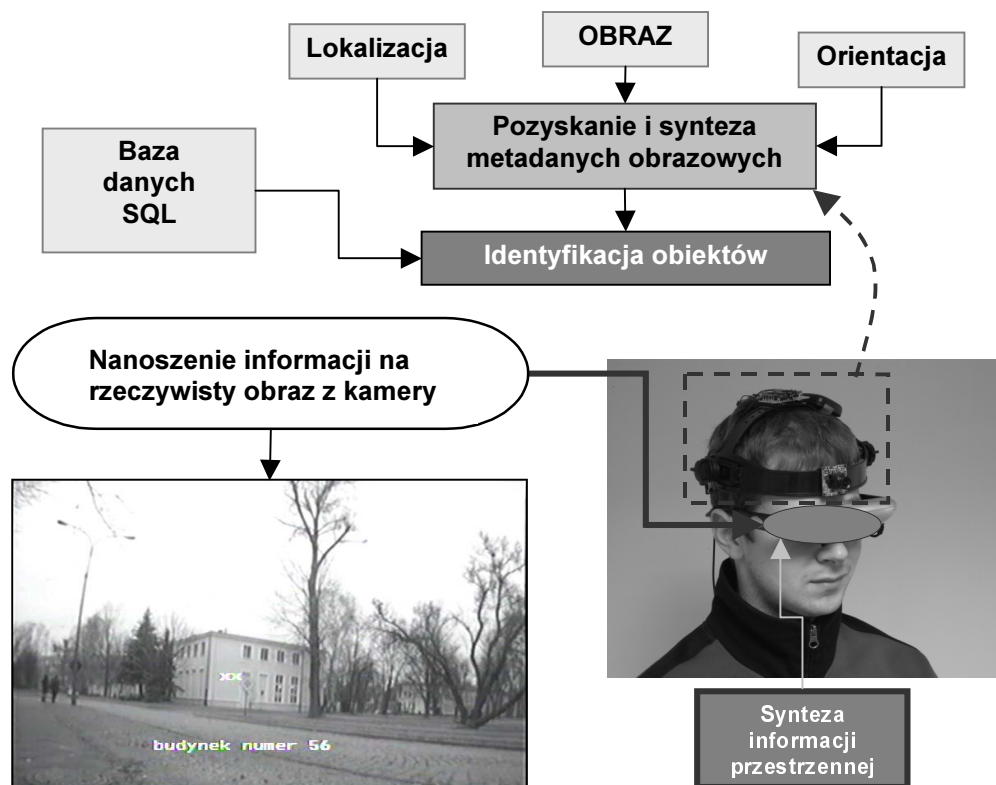 Lokalizacja
OBRAZ
Orientacja
Pozyskanie i synteza
metadanych obrazowych
Baza
danych
SQL
Identyfikacja obiektów
Nanoszenie informacji na
rzeczywisty obraz z kamery
xx
budynek numer 56
Synteza
informacji
przestrzennej